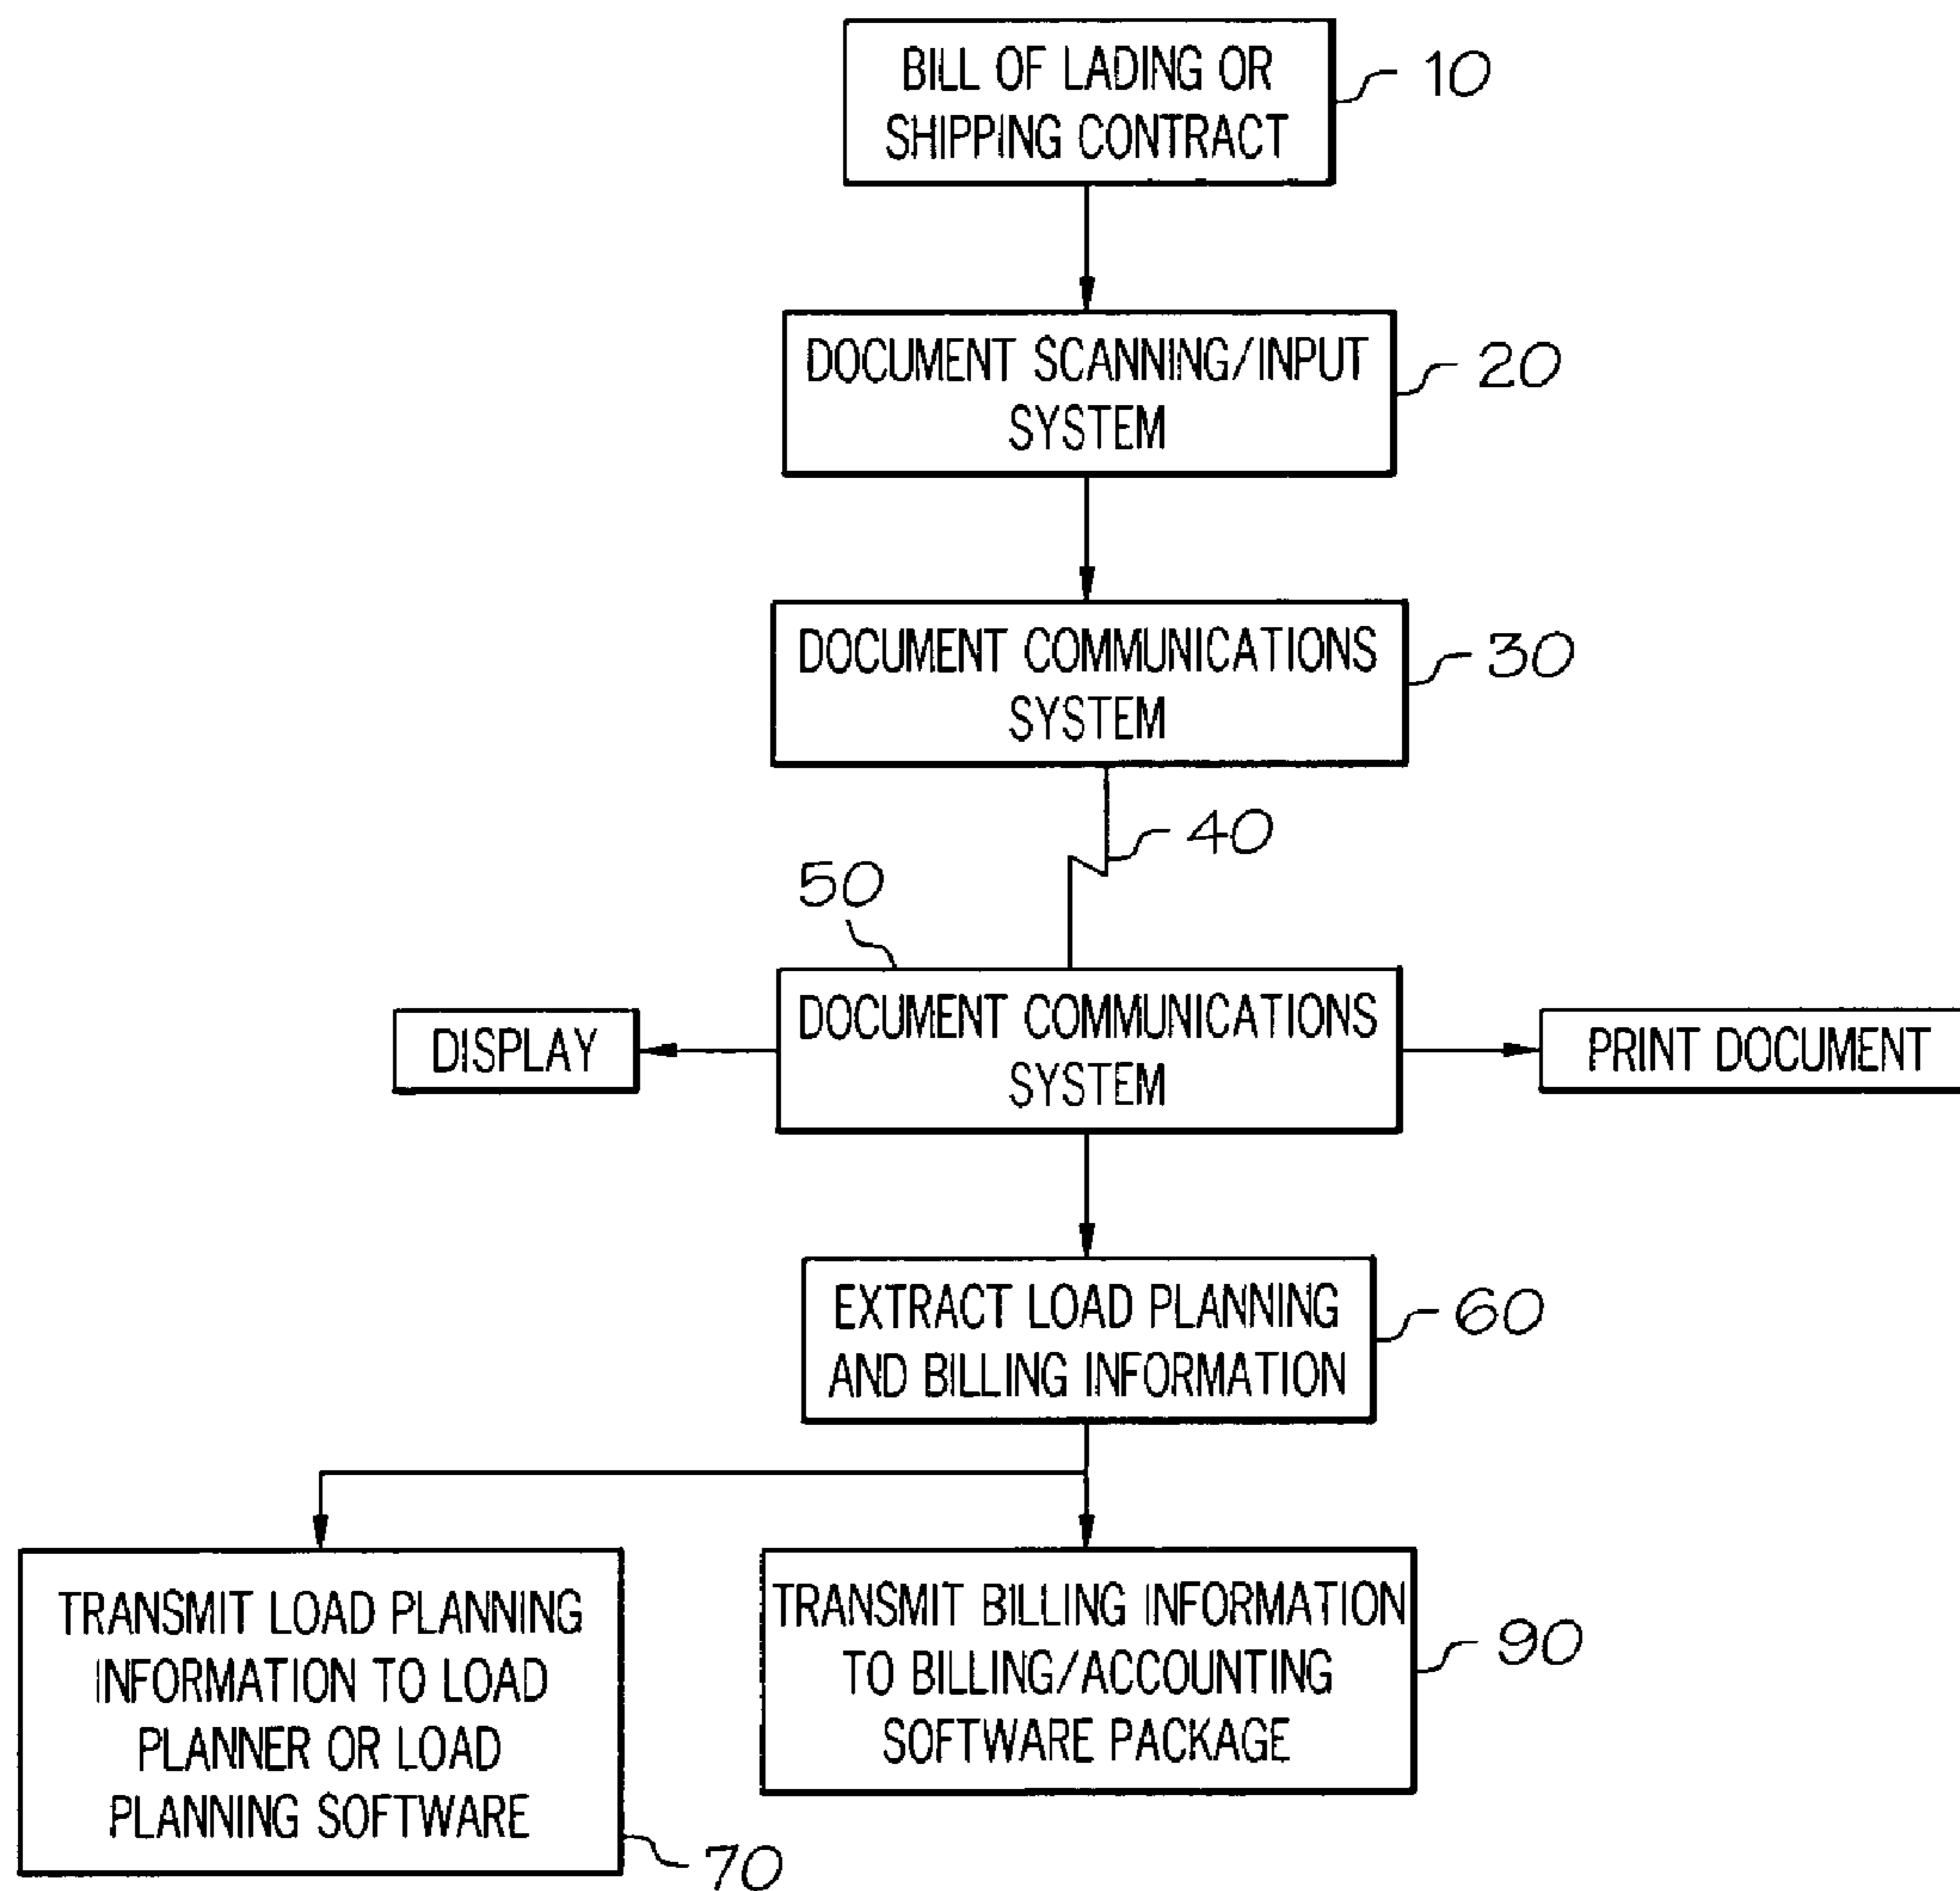 BILL OF LADING OR
SHIPPING CONTRACT
10
DOCUMENT SCANNING/INPUT
SYSTEM
20
DOCUMENT COMMUNICATIONS
SYSTEM
30
40
50
DOCUMENT COMMUNICATIONS
SYSTEM
DISPLAY
PRINT DOCUMENT
EXTRACT LOAD PLANNING
AND BILLING INFORMATION
60
TRANSMIT LOAD PLANNING
INFORMATION TO LOAD
PLANNER OR LOAD
PLANNING SOFTWARE
70
TRANSMIT BILLING INFORMATION
TO BILLING/ACCOUNTING
SOFTWARE PACKAGE
90